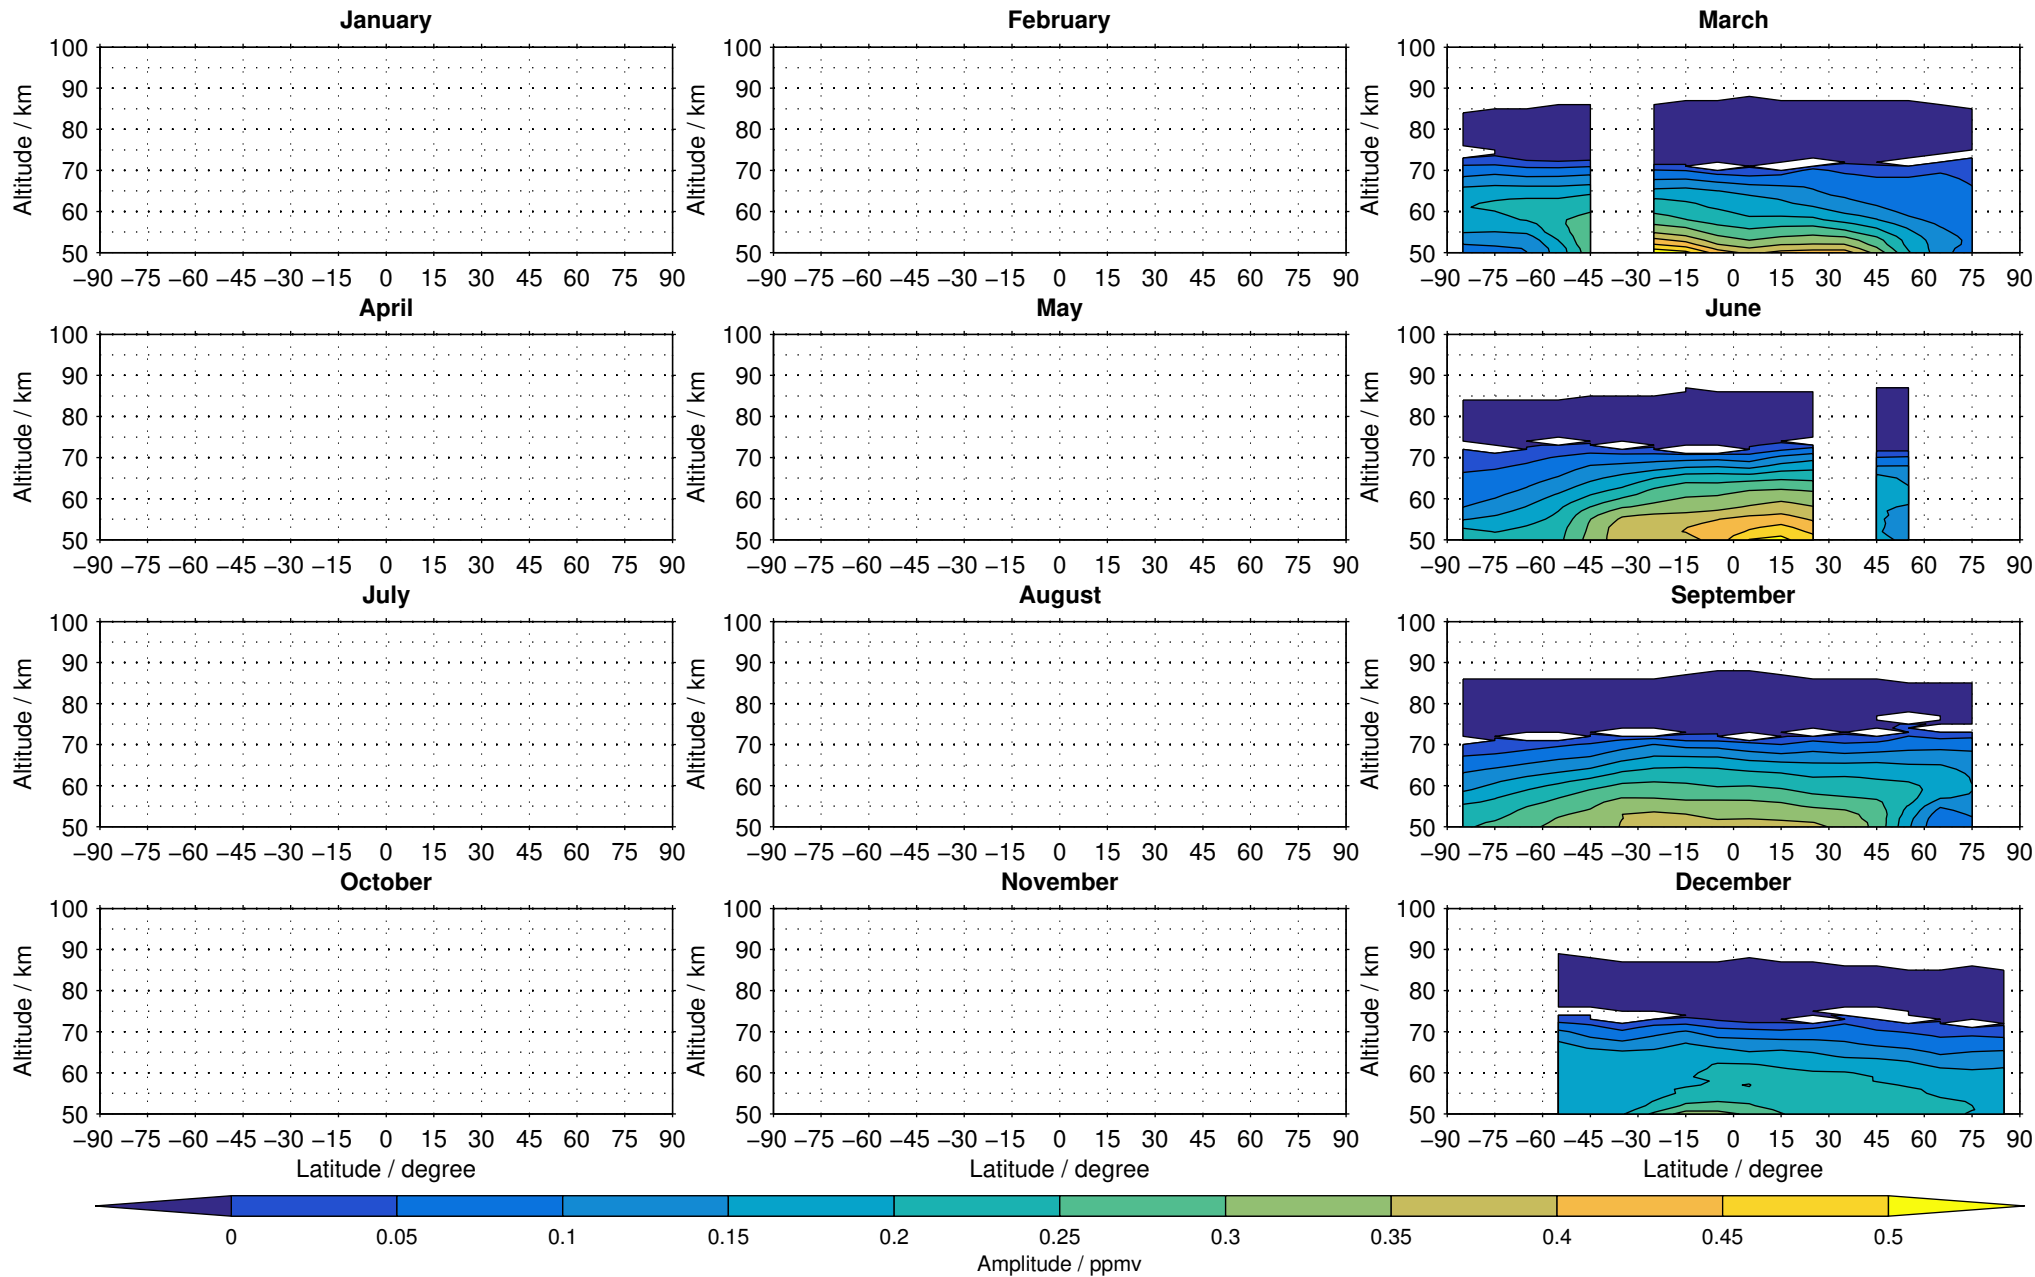 January February March
100 100 100
90 90 90
80 80 80
70 70 70
60 60 60
50 50 50
Altitude / km Altitude / km Altitude / km
−90 −75 −60 −45 −30 −15 0 15 30 45 60 75 90 −90 −75 −60 −45 −30 −15 0 15 30 45 60 75 90 −90 −75 −60 −45 −30 −15 0 15 30 45 60 75 90
April May June
100 100 100
90 90 90
80 80 80
70 70 70
60 60 60
50 50 50
Altitude / km Altitude / km Altitude / km
−90 −75 −60 −45 −30 −15 0 15 30 45 60 75 90 −90 −75 −60 −45 −30 −15 0 15 30 45 60 75 90 −90 −75 −60 −45 −30 −15 0 15 30 45 60 75 90
July August September
100 100 100
90 90 90
80 80 80
70 70 70
60 60 60
50 50 50
Altitude / km Altitude / km Altitude / km
−90 −75 −60 −45 −30 −15 0 15 30 45 60 75 90 −90 −75 −60 −45 −30 −15 0 15 30 45 60 75 90 −90 −75 −60 −45 −30 −15 0 15 30 45 60 75 90
October November December
100 100 100
90 90 90
80 80 80
70 70 70
60 60 60
50 50 50
Altitude / km Altitude / km Altitude / km
−90 −75 −60 −45 −30 −15 0 15 30 45 60 75 90 −90 −75 −60 −45 −30 −15 0 15 30 45 60 75 90 −90 −75 −60 −45 −30 −15 0 15 30 45 60 75 90
Latitude / degree Latitude / degree Latitude / degree
0 0.05 0.1 0.15 0.2 0.25 0.3 0.35 0.4 0.45 0.5
Amplitude / ppmv